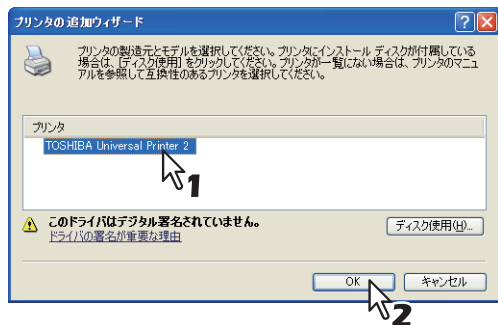 プリンタの追加ウィザード
プリンタの製造元とモデルを選択してください。プリンタにインストール ディスクが付属している
場合は、[ディスク使用] をクリックしてください。プリンタが一覧にない場合は、プリンタのマニュ
アルを参照して互換性のあるプリンタを選択してください。
プリンタ
TOSHIBA Universal Printer 2
1
このドライバはデジタル署名されていません。
ディスク使用(H)...
ドライバの署名が重要な理由
OK
キャンセル
2